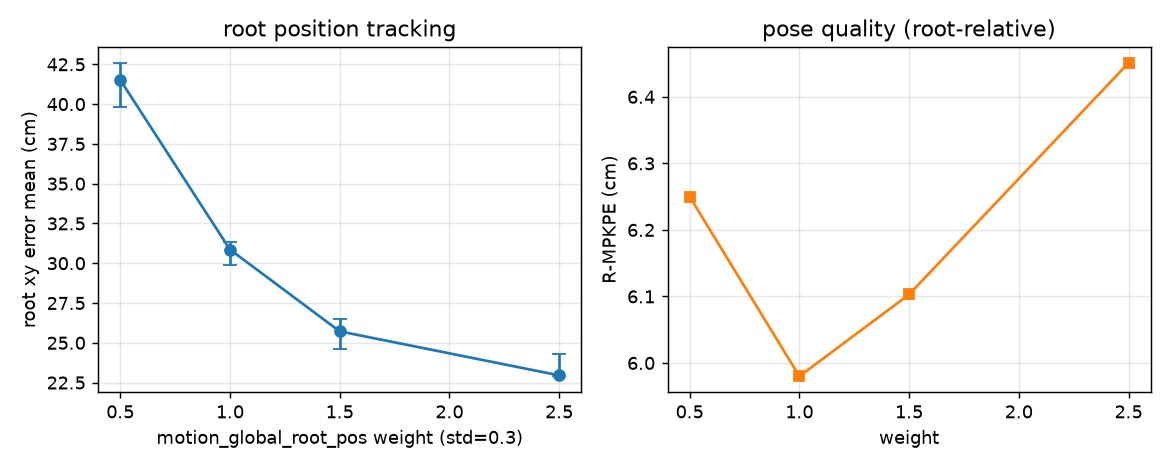 root position tracking
42.5
40.0
37.5
35.0
32.5
30.0
27.5
25.0
22.5
root xy error mean (cm)
0.5 1.0 1.5 2.0 2.5
motion_global_root_pos weight (std=0.3)
pose quality (root-relative)
6.4
6.3
6.2
6.1
6.0
R-MPKPE (cm)
0.5 1.0 1.5 2.0 2.5
weight